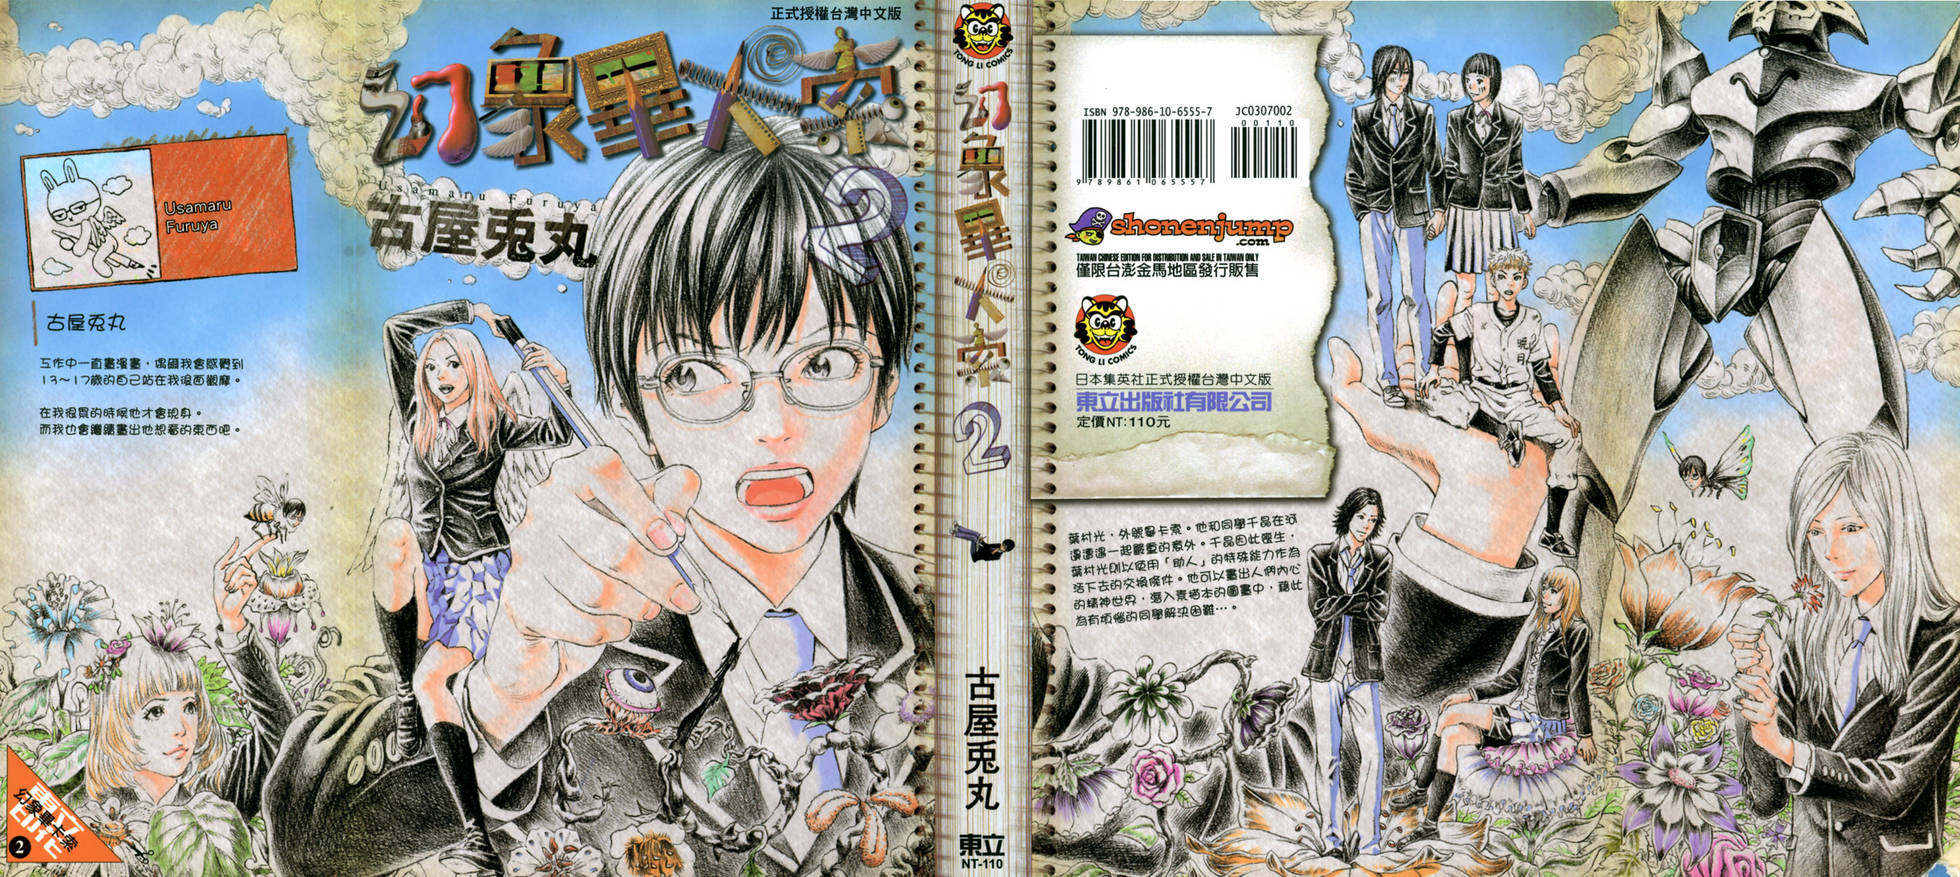 Usamaru
Furuya
古屋兎丸
工作中一直畫漫畫，偶爾我會感覺到
13～17歲的自己站在我後面觀摩。
在我很累的時候他才會現身。
而我也會繼續畫出他想看的東西吧。
幻象畢卡索
2
正式授權台灣中文版
幻象畢卡索
2
Usamaru Furuya
古屋兎丸
TONG LI COMICS
幻象畢卡索
2
古屋兎丸
東立
NT-110
ISBN 978-986-10-6555-7
JC0307002
00110
9789861065557
shonenjump
.com
TAIWAN CHINESE EDITION FOR DISTRIBUTION AND SALE IN TAIWAN ONLY
僅限台澎金馬地區發行販售
TONG LI COMICS
日本集英社正式授權台灣中文版
東立出版社有限公司
定價NT:110元
葉村光，外號畢卡索。他和同學千晶在河
邊遭遇一起嚴重的意外。千晶因此喪生，
葉村光則以使用「助人」的特殊能力作為
活下去的交換條件。他可以畫出人們內心
的精神世界，潛入素描本的圖畫中，藉此
為有煩惱的同學解決困難…。